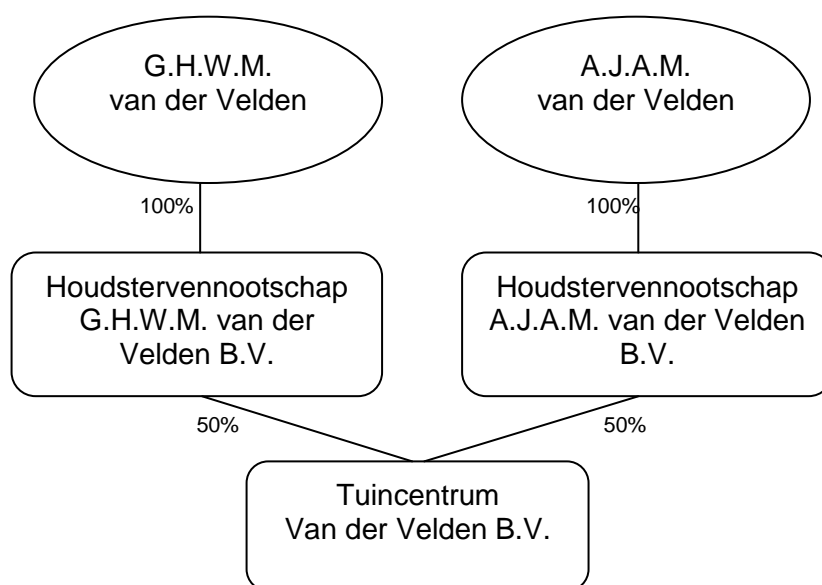 G.H.W.M.
van der Velden
A.J.A.M.
van der Velden
100%
100%
Houdstervennootschap
G.H.W.M. van der
Velden B.V.
Houdstervennootschap
A.J.A.M. van der Velden
B.V.
50%
50%
Tuincentrum
Van der Velden B.V.